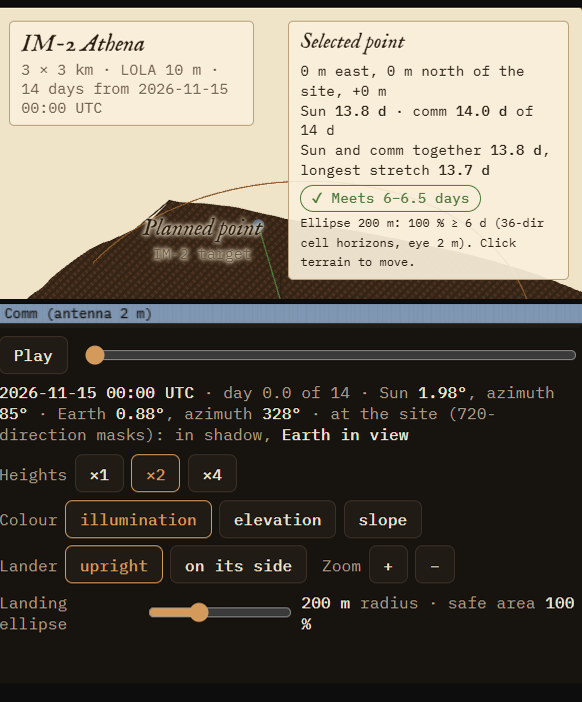 IM-2 Athena
3 × 3 km · LOLA 10 m ·
14 days from 2026-11-15
00:00 UTC
Selected point
0 m east, 0 m north of the
site, +0 m
Sun 13.8 d · comm 14.0 d of
14 d
Sun and comm together 13.8 d,
longest stretch 13.7 d
✓ Meets 6–6.5 days
Ellipse 200 m: 100 % ≥ 6 d (36-dir
cell horizons, eye 2 m). Click
terrain to move.
Planned point
IM-2 target
Comm (antenna 2 m)
Play
2026-11-15 00:00 UTC · day 0.0 of 14 · Sun 1.98°, azimuth
85° · Earth 0.88°, azimuth 328° · at the site (720-
direction masks): in shadow, Earth in view
Heights ×1 ×2 ×4
Colour illumination elevation slope
Lander upright on its side Zoom + −
Landing
ellipse
200 m radius · safe area 100
%